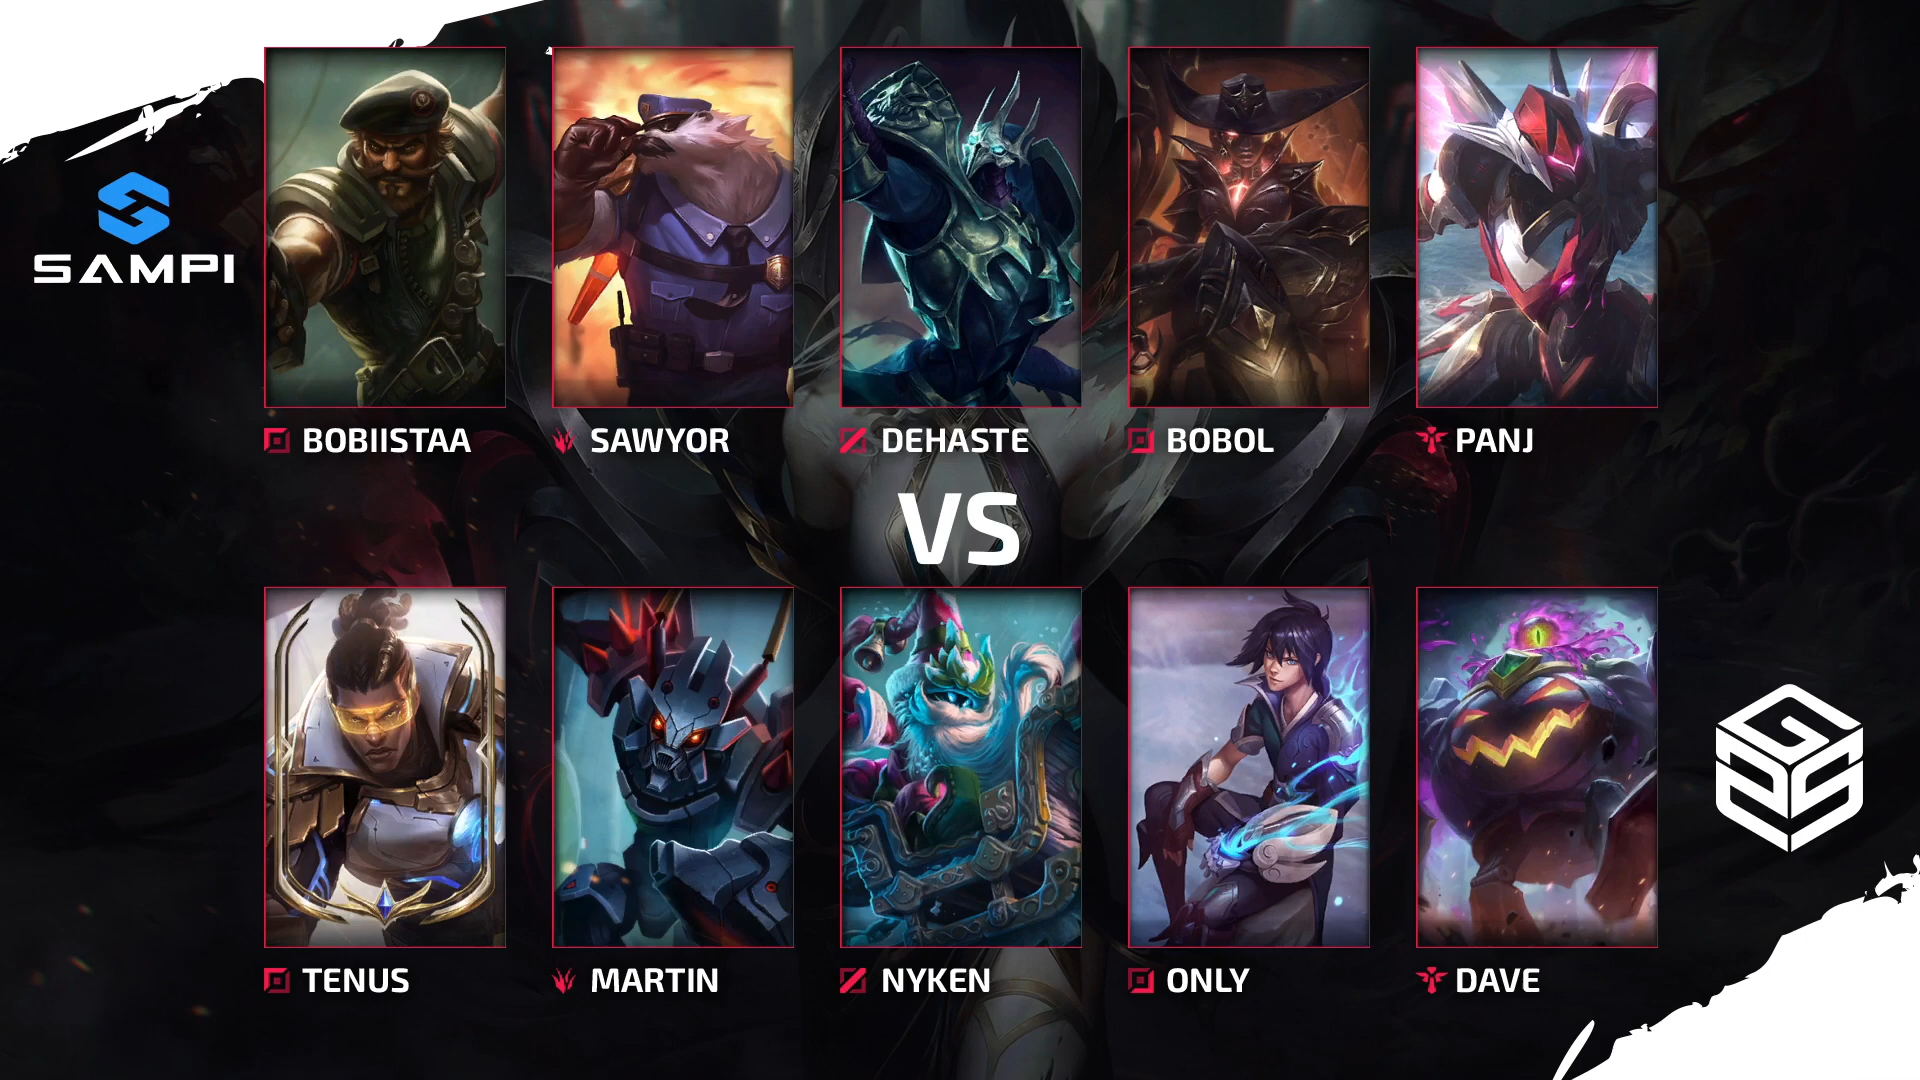 SAMPI
BOBIISTAA
SAWYOR
DEHASTE
BOBOL
PANJ
VS
TENUS
MARTIN
NYKEN
ONLY
DAVE